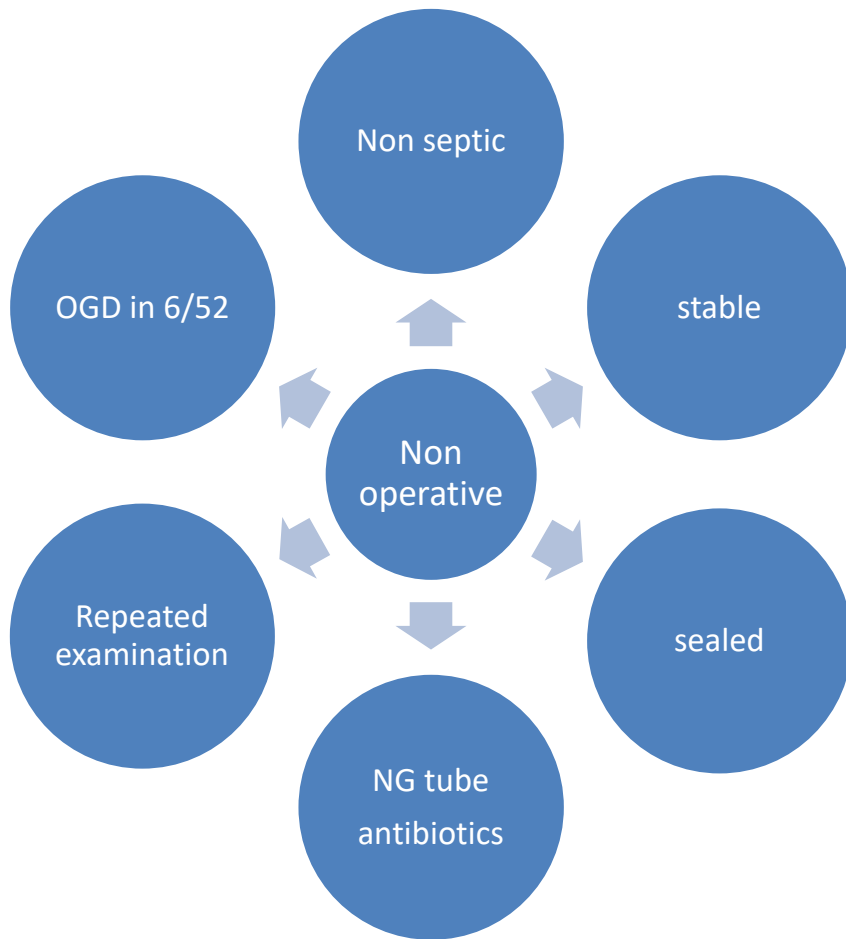 Non septic
OGD in 6/52
stable
Non
operative
Repeated
examination
sealed
NG tube
antibiotics